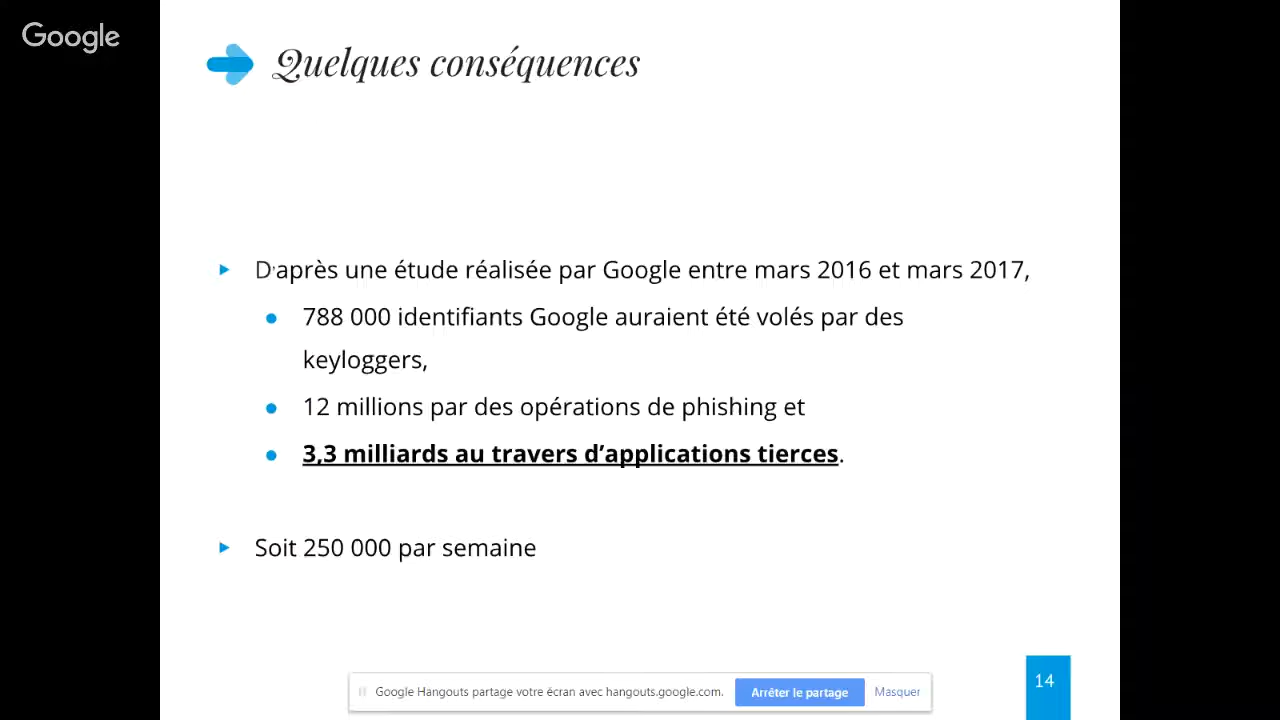 Google
Quelques conséquences
D'après une étude réalisée par Google entre mars 2016 et mars 2017,
788 000 identifiants Google auraient été volés par des
keyloggers,
12 millions par des opérations de phishing et
3,3 milliards au travers d’applications tierces.
Soit 250 000 par semaine
Google Hangouts partage votre écran avec hangouts.google.com. Arrêter le partage Masquer
14